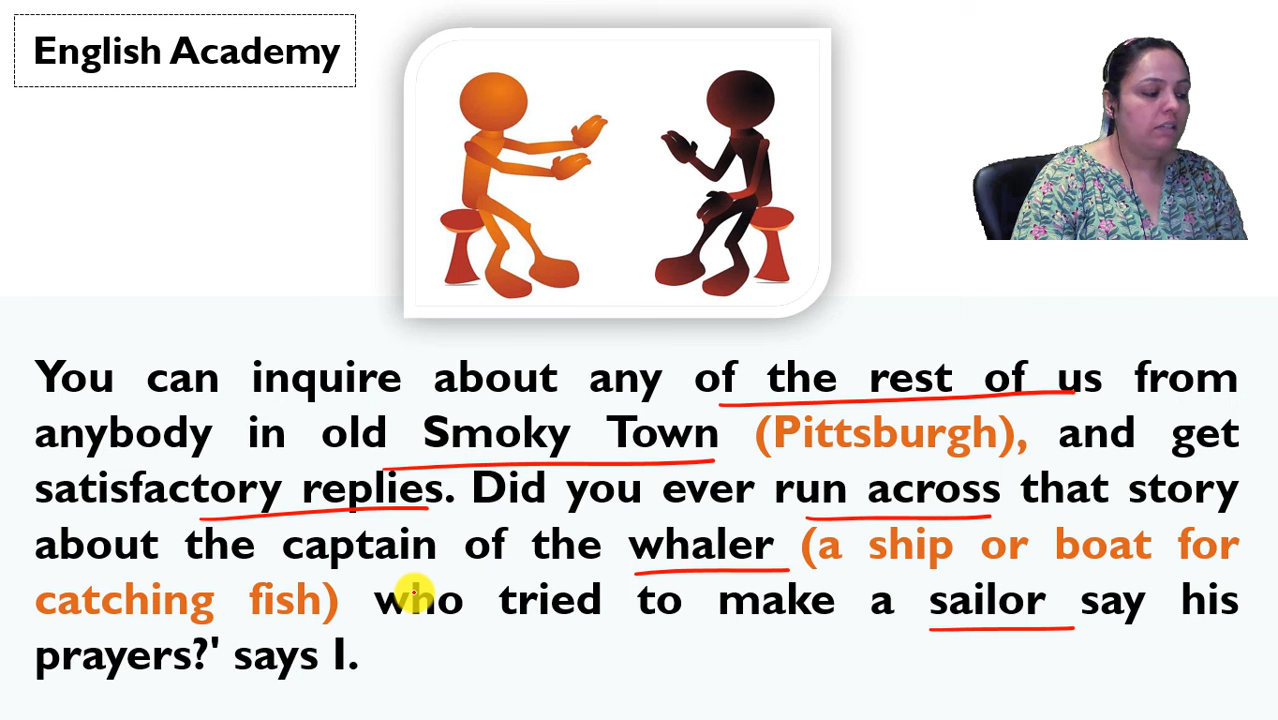 English Academy
You can inquire about any of the rest of us from
anybody in old Smoky Town (Pittsburgh), and get
satisfactory replies. Did you ever run across that story
about the captain of the whaler (a ship or boat for
catching fish) who tried to make a sailor say his
prayers?' says I.